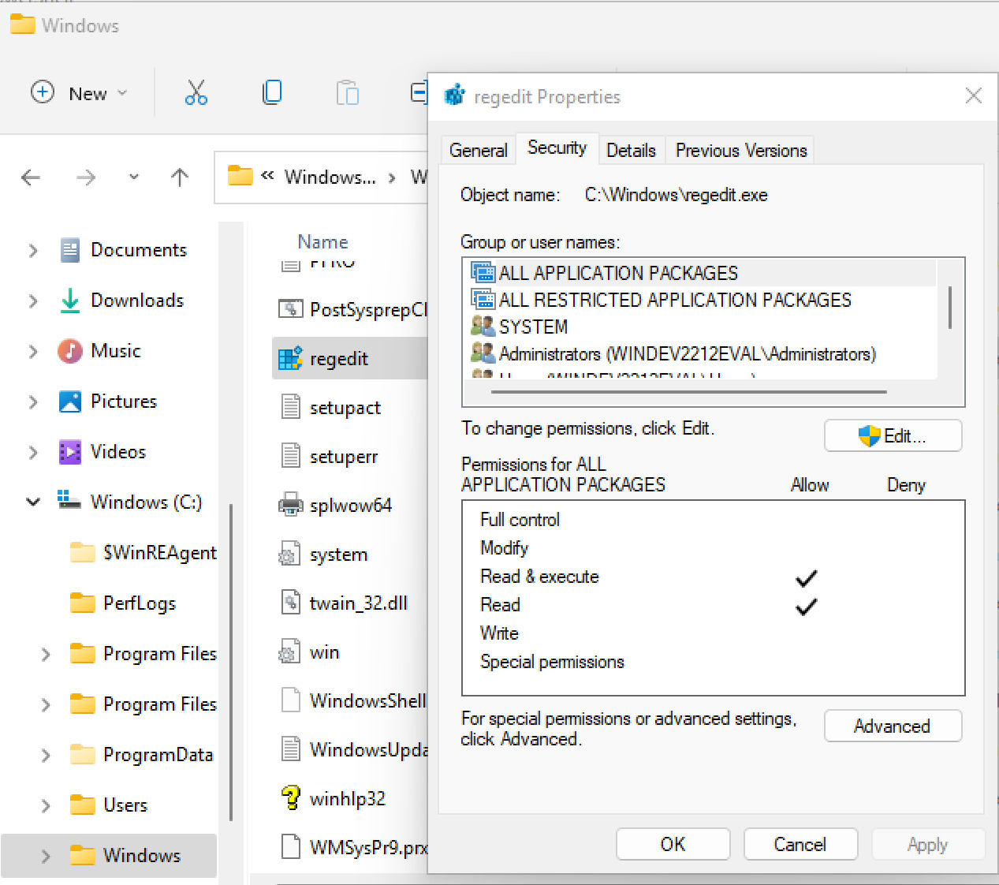 Windows
New
« Windows... › W
Documents
Downloads
Music
Pictures
Videos
Windows (C:)
$WinREAgent
PerfLogs
Program Files
Program Files
ProgramData
Users
Windows
Name
PostSysprepCl
regedit
setupact
setuperr
splwow64
system
twain_32.dll
win
WindowsShell
WindowsUpda
winhlp32
WMSysPr9.prx
regedit Properties
General
Security
Details
Previous Versions
Object name: C:\Windows\regedit.exe
Group or user names:
ALL APPLICATION PACKAGES
ALL RESTRICTED APPLICATION PACKAGES
SYSTEM
Administrators (WINDEV2212EVAL\Administrators)
To change permissions, click Edit.
Edit...
Permissions for ALL
APPLICATION PACKAGES
Allow
Deny
Full control
Modify
Read & execute
Read
Write
Special permissions
For special permissions or advanced settings,
click Advanced.
Advanced
OK
Cancel
Apply